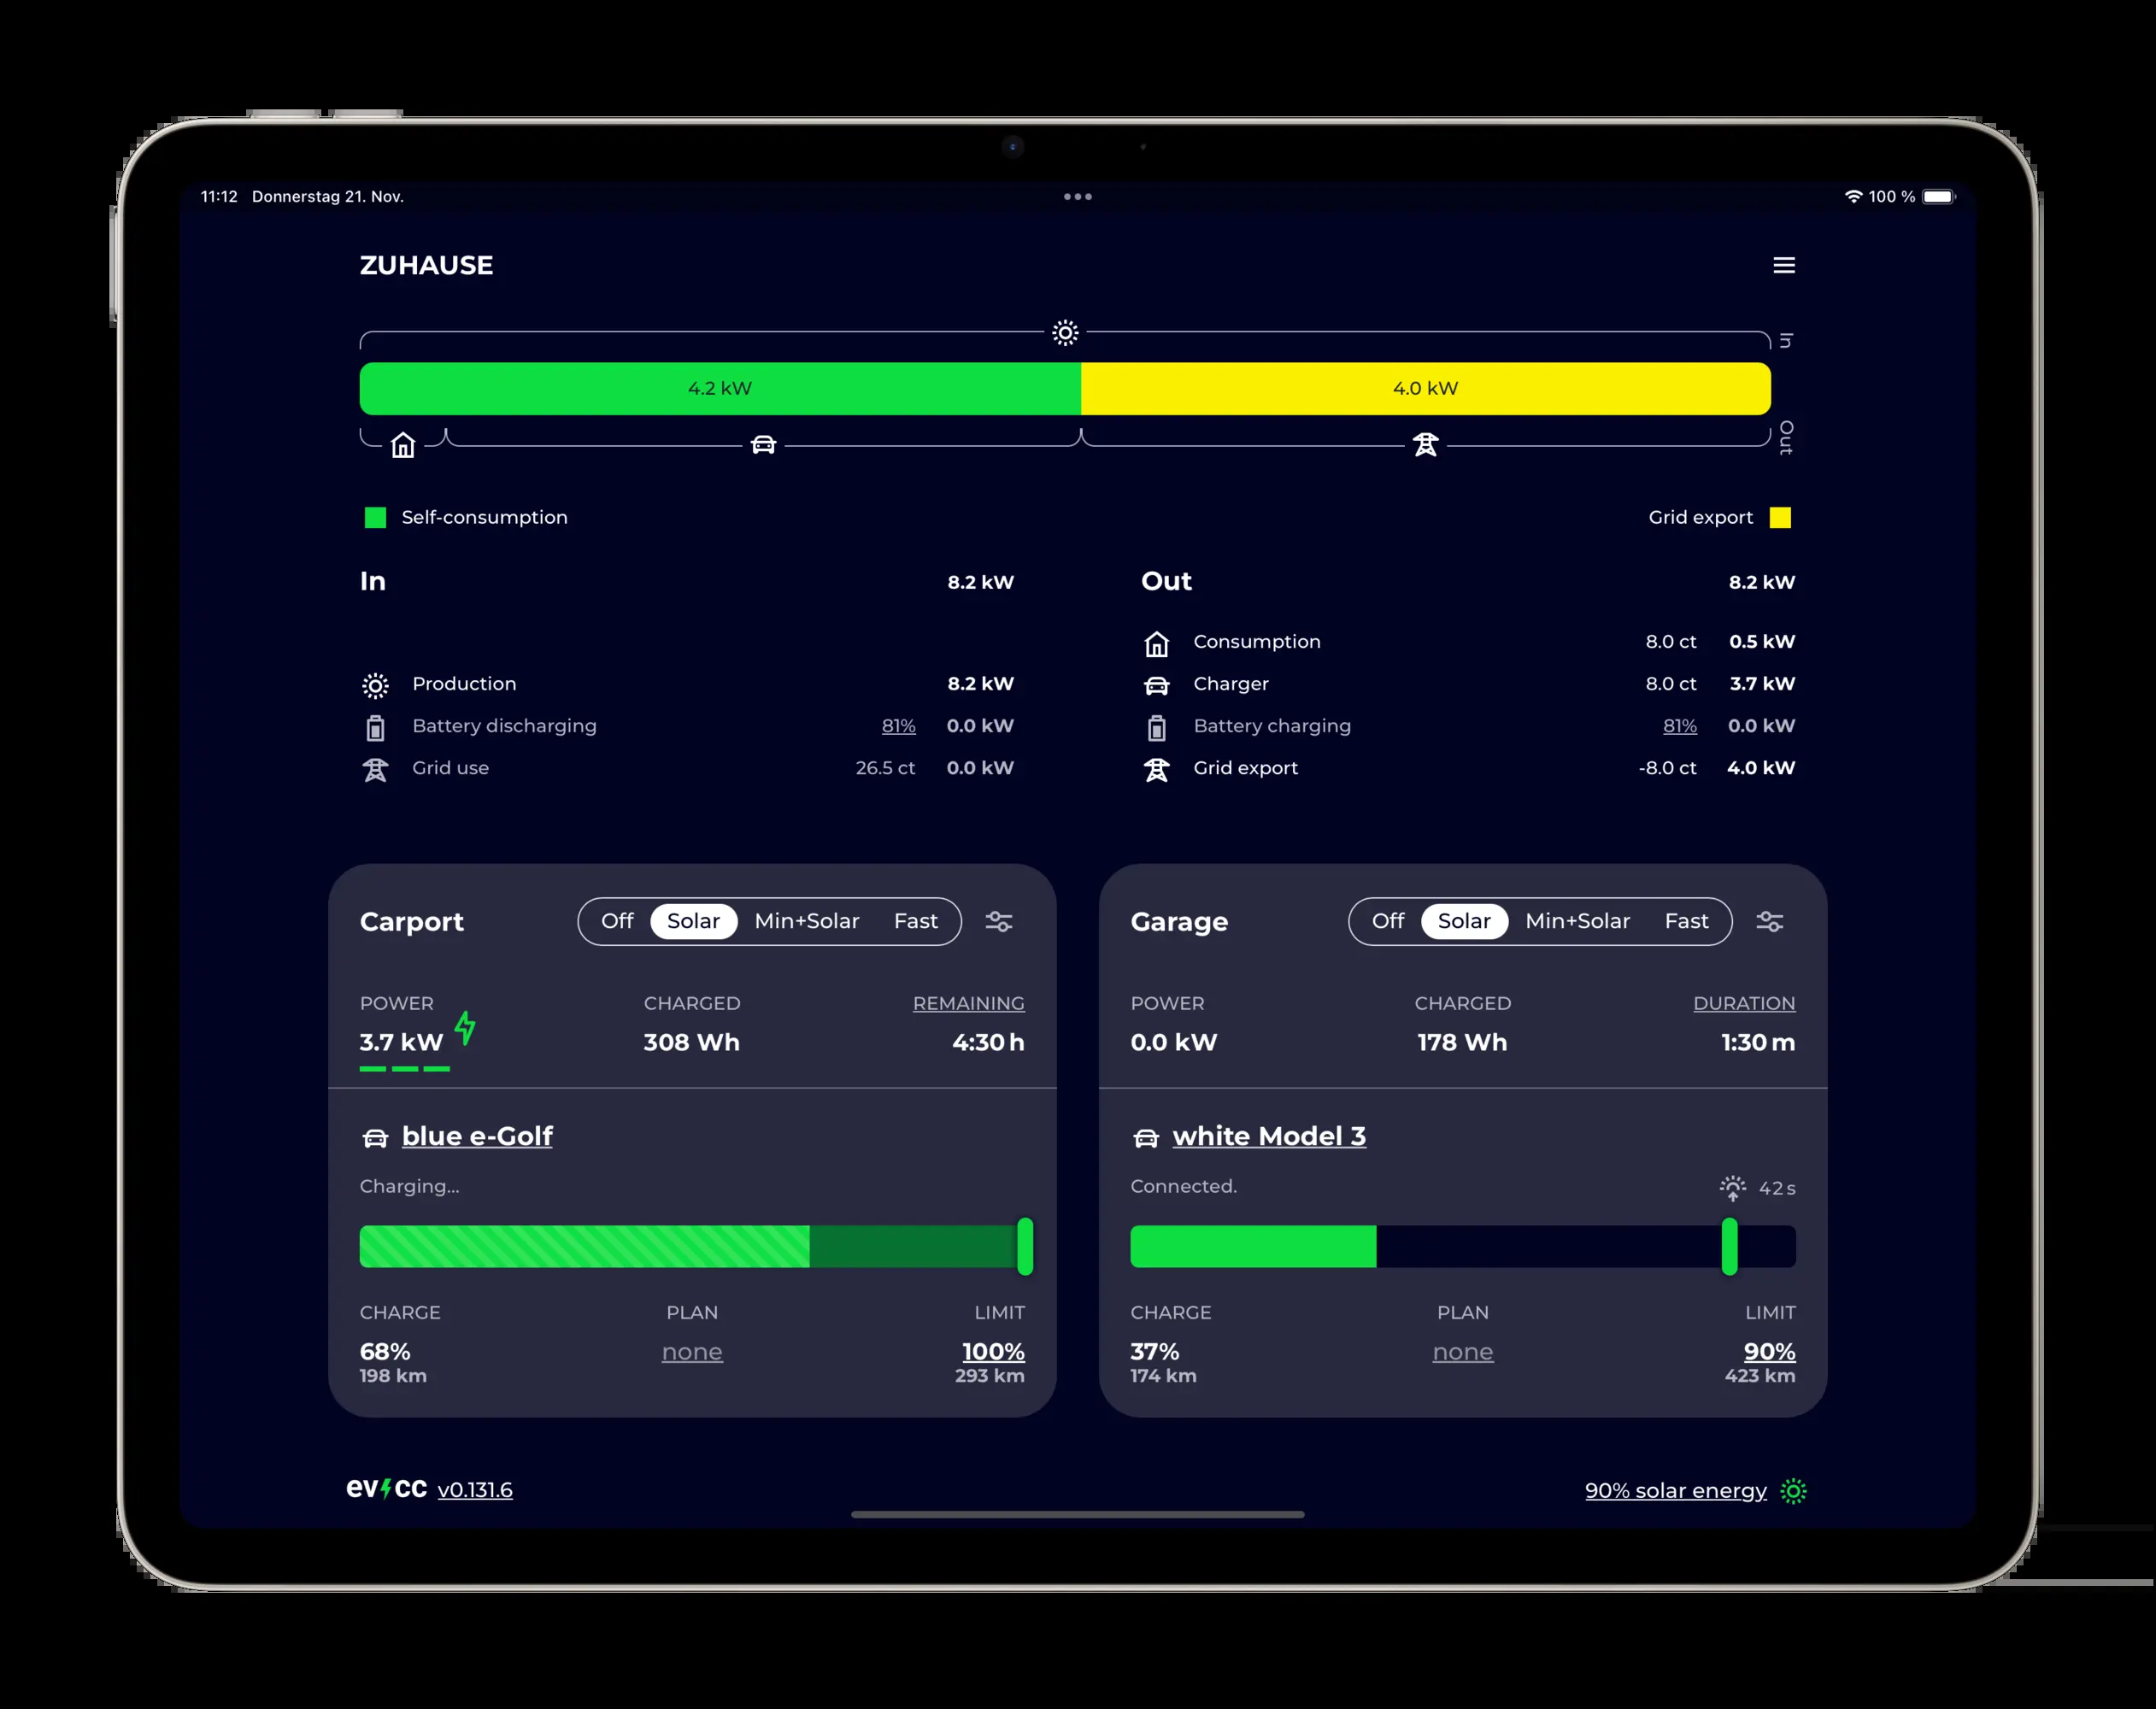 11:12 Donnerstag 21. Nov. 100 %
ZUHAUSE
In
4.2 kW 4.0 kW
Out
Self-consumption Grid export
In 8.2 kW
Production 8.2 kW
Battery discharging 81% 0.0 kW
Grid use 26.5 ct 0.0 kW
Out 8.2 kW
Consumption 8.0 ct 0.5 kW
Charger 8.0 ct 3.7 kW
Battery charging 81% 0.0 kW
Grid export -8.0 ct 4.0 kW
Carport Off Solar Min+Solar Fast
POWER CHARGED REMAINING
3.7 kW 308 Wh 4:30 h
blue e-Golf
Charging...
CHARGE PLAN LIMIT
68% none 100%
198 km 293 km
Garage Off Solar Min+Solar Fast
POWER CHARGED DURATION
0.0 kW 178 Wh 1:30 m
white Model 3
Connected. 42 s
CHARGE PLAN LIMIT
37% none 90%
174 km 423 km
evcc v0.131.6 90% solar energy